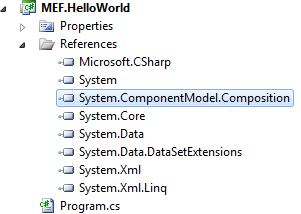 MEF.HelloWorld
Properties
References
Microsoft.CSharp
System
System.ComponentModel.Composition
System.Core
System.Data
System.Data.DataSetExtensions
System.Xml
System.Xml.Linq
Program.cs